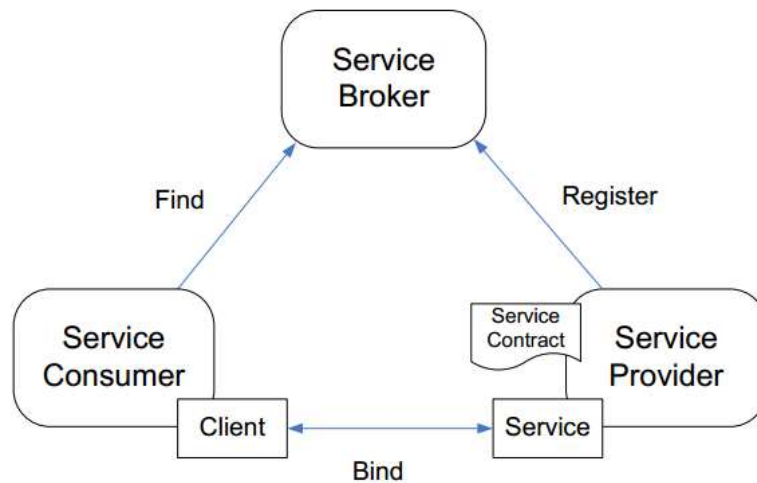 Service
Broker
Find
Register
Service
Consumer
Service
Contract
Service
Provider
Client
Service
Bind